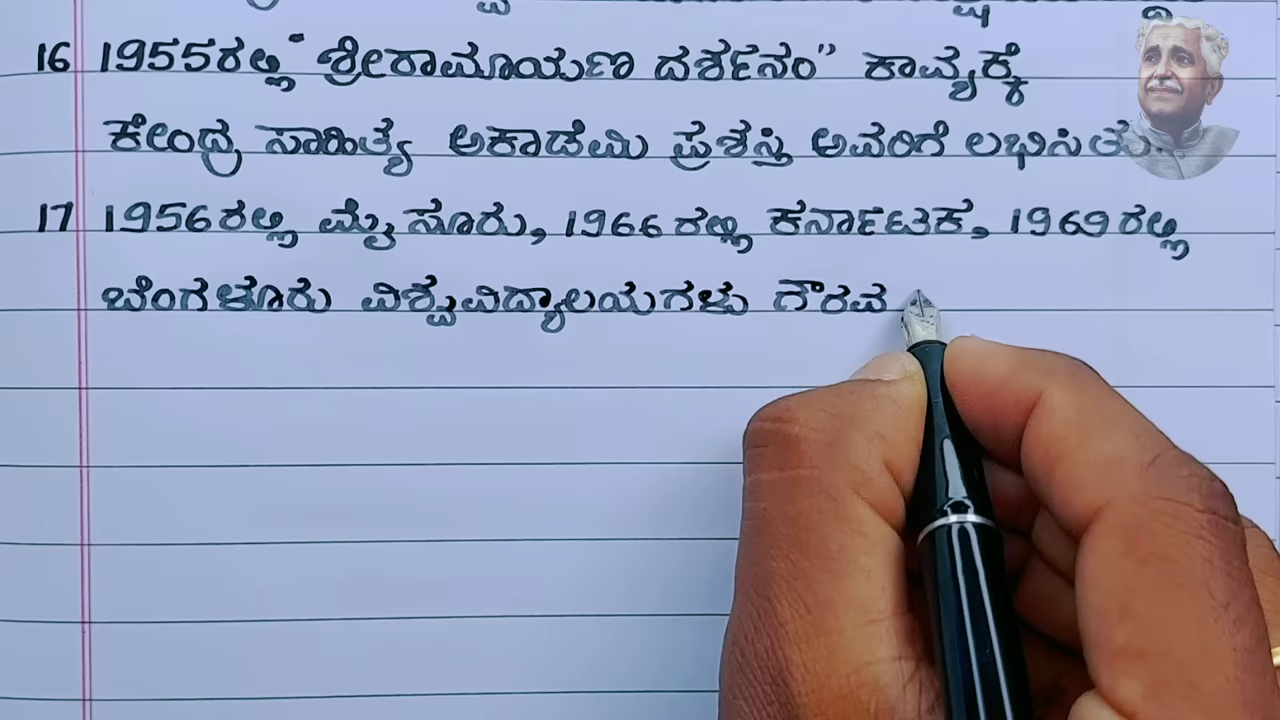 16 1955ರಲ್ಲಿ "ಶ್ರೀರಾಮಾಯಣ ದರ್ಶನಂ" ಕಾವ್ಯಕ್ಕೆ
ಕೇಂದ್ರ ಸಾಹಿತ್ಯ ಅಕಾಡೆಮಿ ಪ್ರಶಸ್ತಿ ಅವರಿಗೆ ಲಭಿಸಿತು.
17 1956ರಲ್ಲಿ ಮೈಸೂರು, 1966ರಲ್ಲಿ ಕರ್ನಾಟಕ, 1969ರಲ್ಲಿ
ಬೆಂಗಳೂರು ವಿಶ್ವವಿದ್ಯಾಲಯಗಳು ಗೌರವ